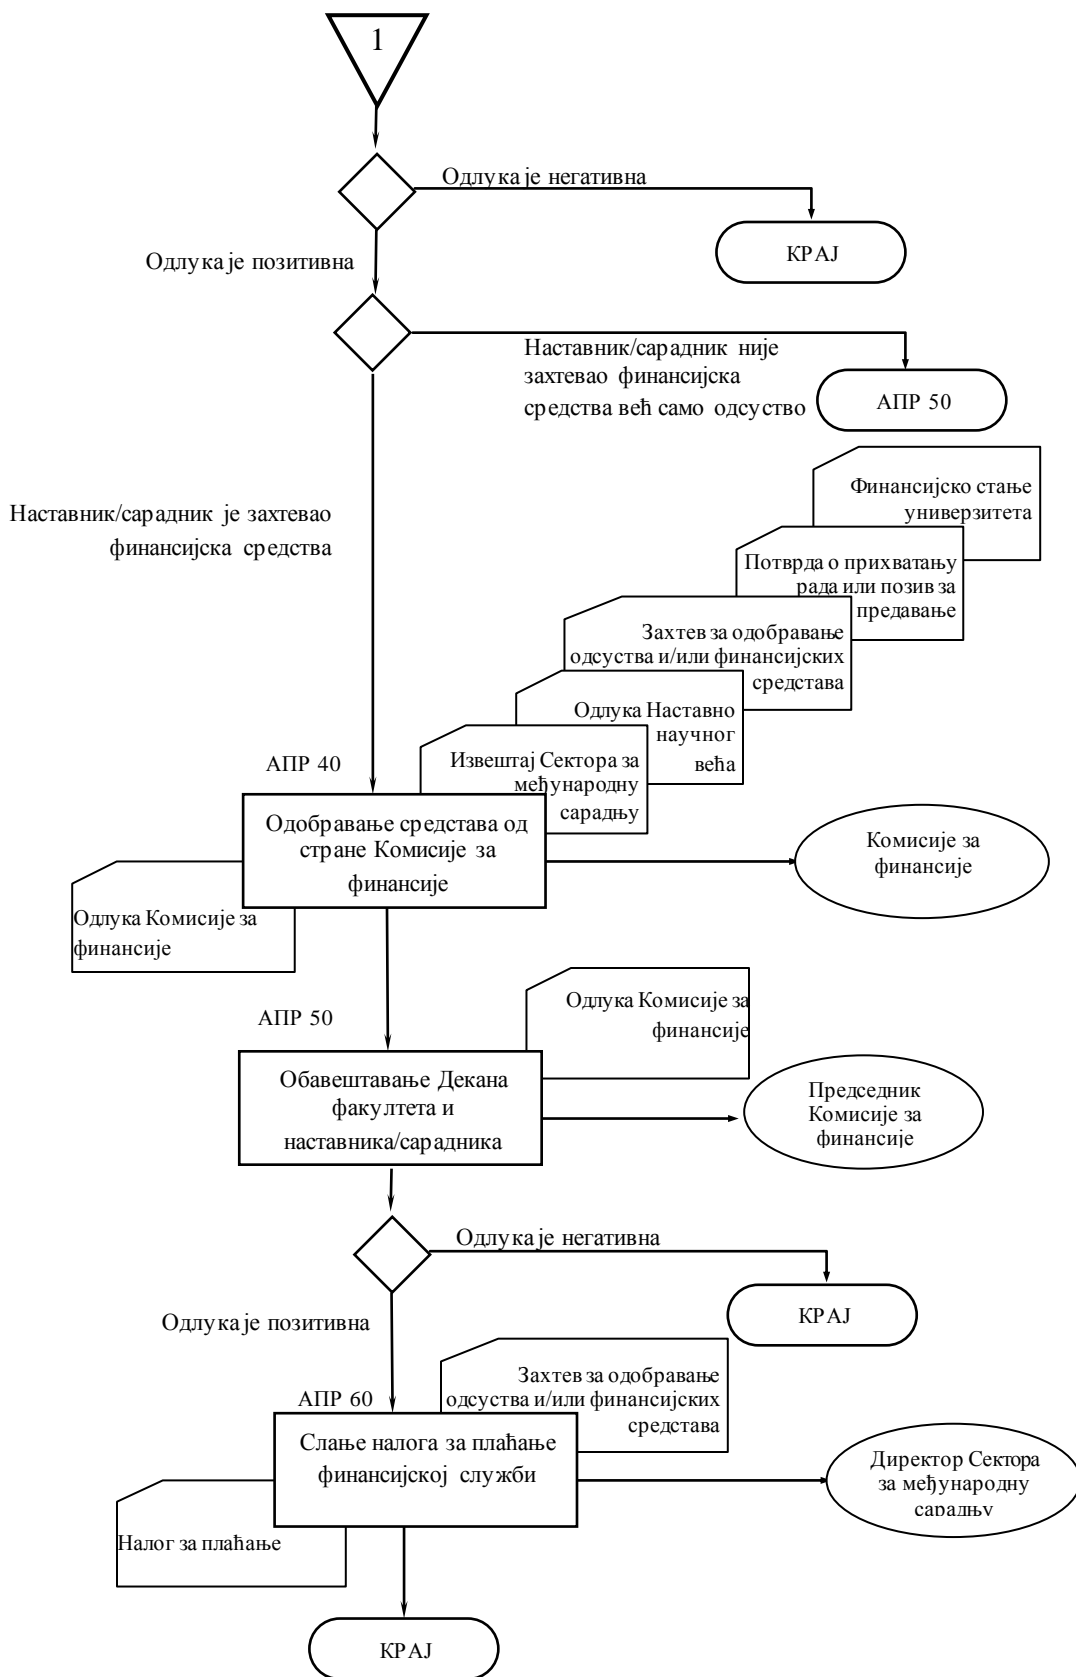 1
Одлука је негативна
КРАЈ
Одлука је позитивна
Наставник/сарадник није
захтевао финансијска
средства већ само одсуство
АПР 50
Наставник/сарадник је захтевао
финансијска средства
Финансијско стање
универзитета
Потврда о прихватању
рада или позив за
предавање
Захтев за одобравање
одсуства и/или финансијских
средстава
Одлука Наставно
научног
већа
Извештај Сектора за
међународну
сарадњу
АПР 40
Одобравање средстава од
стране Комисије за
финансије
Комисије за
финансије
Одлука Комисије за
финансије
АПР 50
Одлука Комисије за
финансије
Обавештавање Декана
факултета и
наставника/сарадника
Председник
Комисије за
финансије
Одлука је негативна
КРАЈ
Одлука је позитивна
Захтев за одобравање
одсуства и/или финансијских
средстава
АПР 60
Слање налога за плаћање
финансијској служби
Директор Сектора
за међународну
сарадњу
Налог за плаћање
КРАЈ